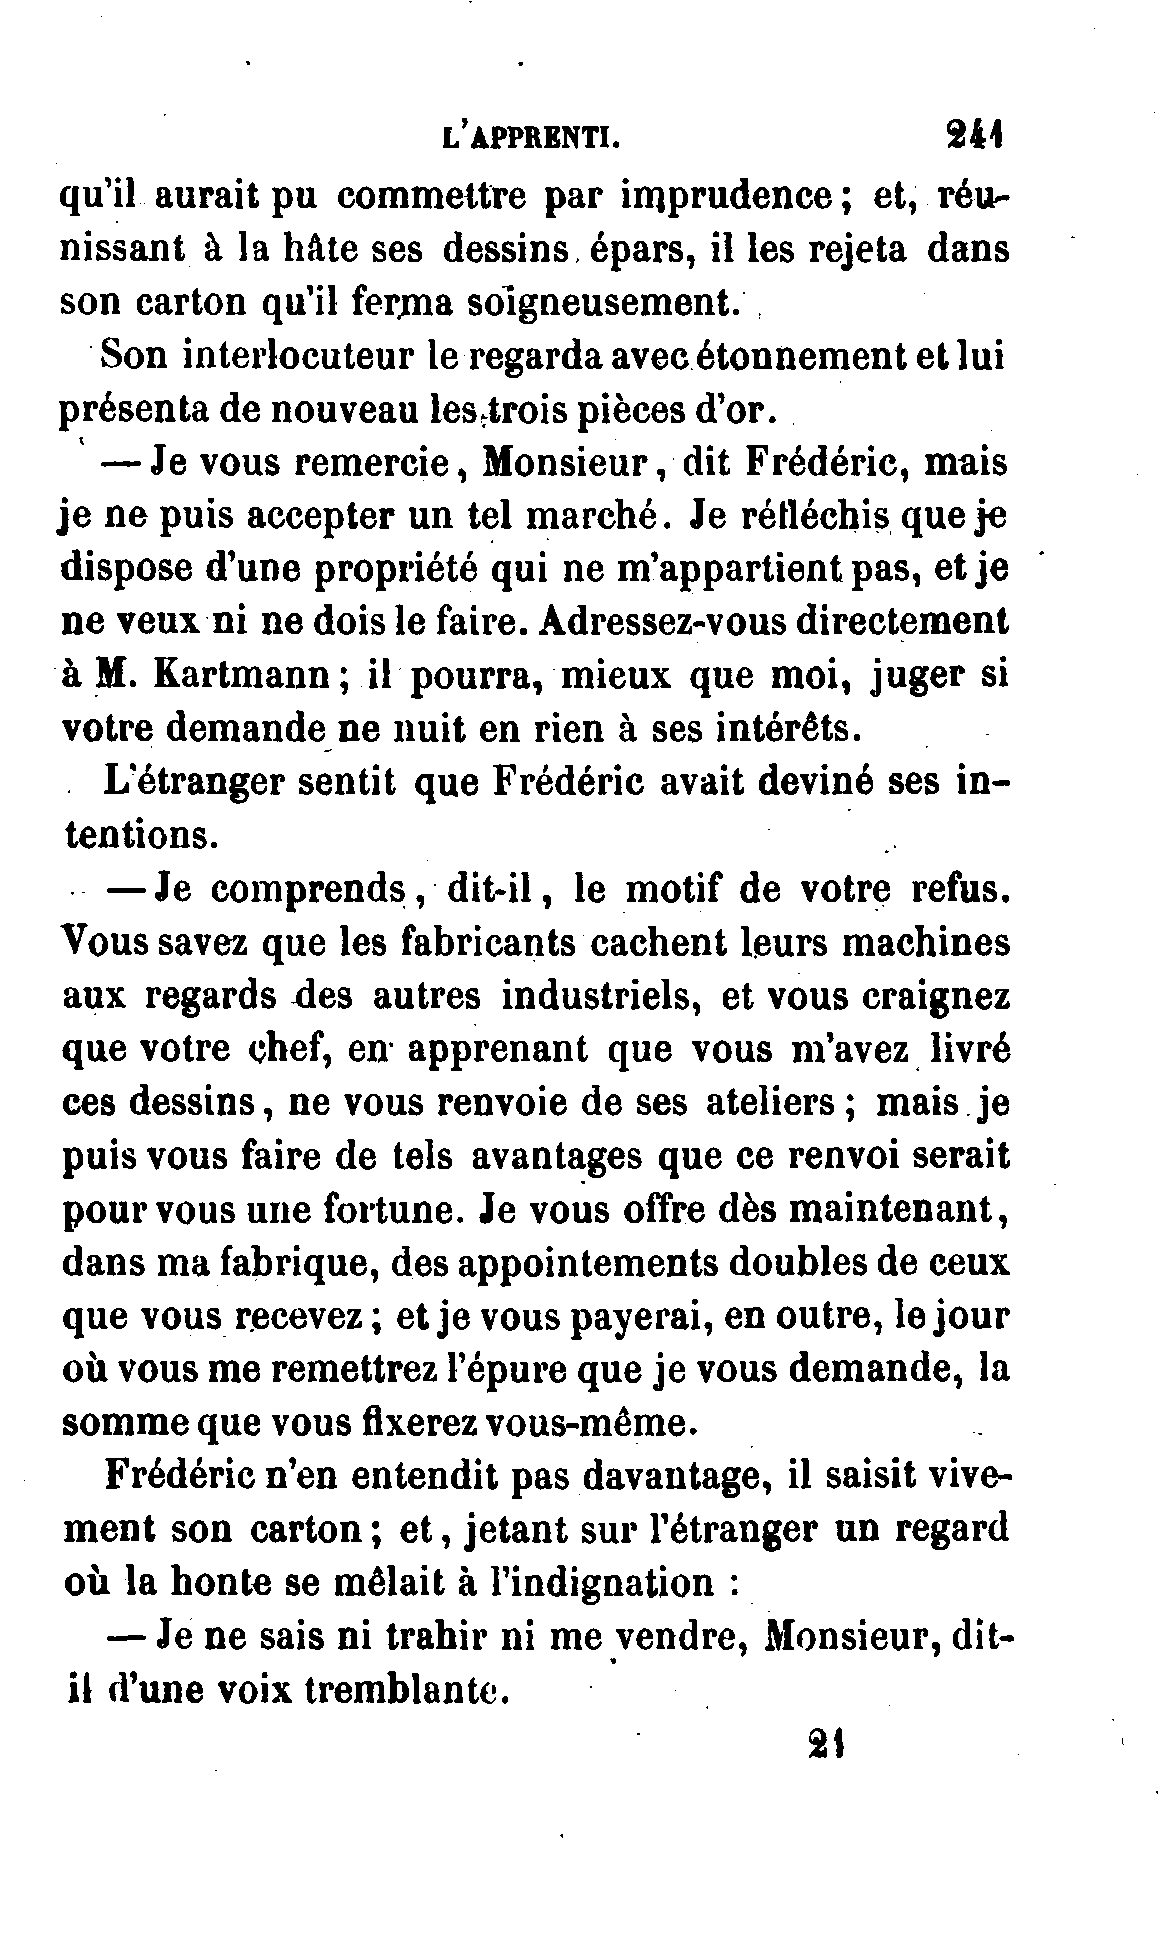 L'APPRENTI. 241
qu'il aurait pu commettre par imprudence ; et, réu-
nissant à la hâte ses dessins épars, il les rejeta dans
son carton qu'il ferma soigneusement.
Son interlocuteur le regarda avec étonnement et lui
présenta de nouveau les trois pièces d'or.
— Je vous remercie, Monsieur, dit Frédéric, mais
je ne puis accepter un tel marché. Je réfléchis que je
dispose d'une propriété qui ne m'appartient pas, et je
ne veux ni ne dois le faire. Adressez-vous directement
à M. Kartmann ; il pourra, mieux que moi, juger si
votre demande ne nuit en rien à ses intérêts.
L'étranger sentit que Frédéric avait deviné ses in-
tentions.
— Je comprends, dit-il, le motif de votre refus.
Vous savez que les fabricants cachent leurs machines
aux regards des autres industriels, et vous craignez
que votre chef, en apprenant que vous m'avez livré
ces dessins, ne vous renvoie de ses ateliers ; mais je
puis vous faire de tels avantages que ce renvoi serait
pour vous une fortune. Je vous offre dès maintenant,
dans ma fabrique, des appointements doubles de ceux
que vous recevez ; et je vous payerai, en outre, le jour
où vous me remettrez l'épure que je vous demande, la
somme que vous fixerez vous-même.
Frédéric n'en entendit pas davantage, il saisit vive-
ment son carton ; et, jetant sur l'étranger un regard
où la honte se mêlait à l'indignation :
— Je ne sais ni trahir ni me vendre, Monsieur, dit-
il d'une voix tremblante.
21